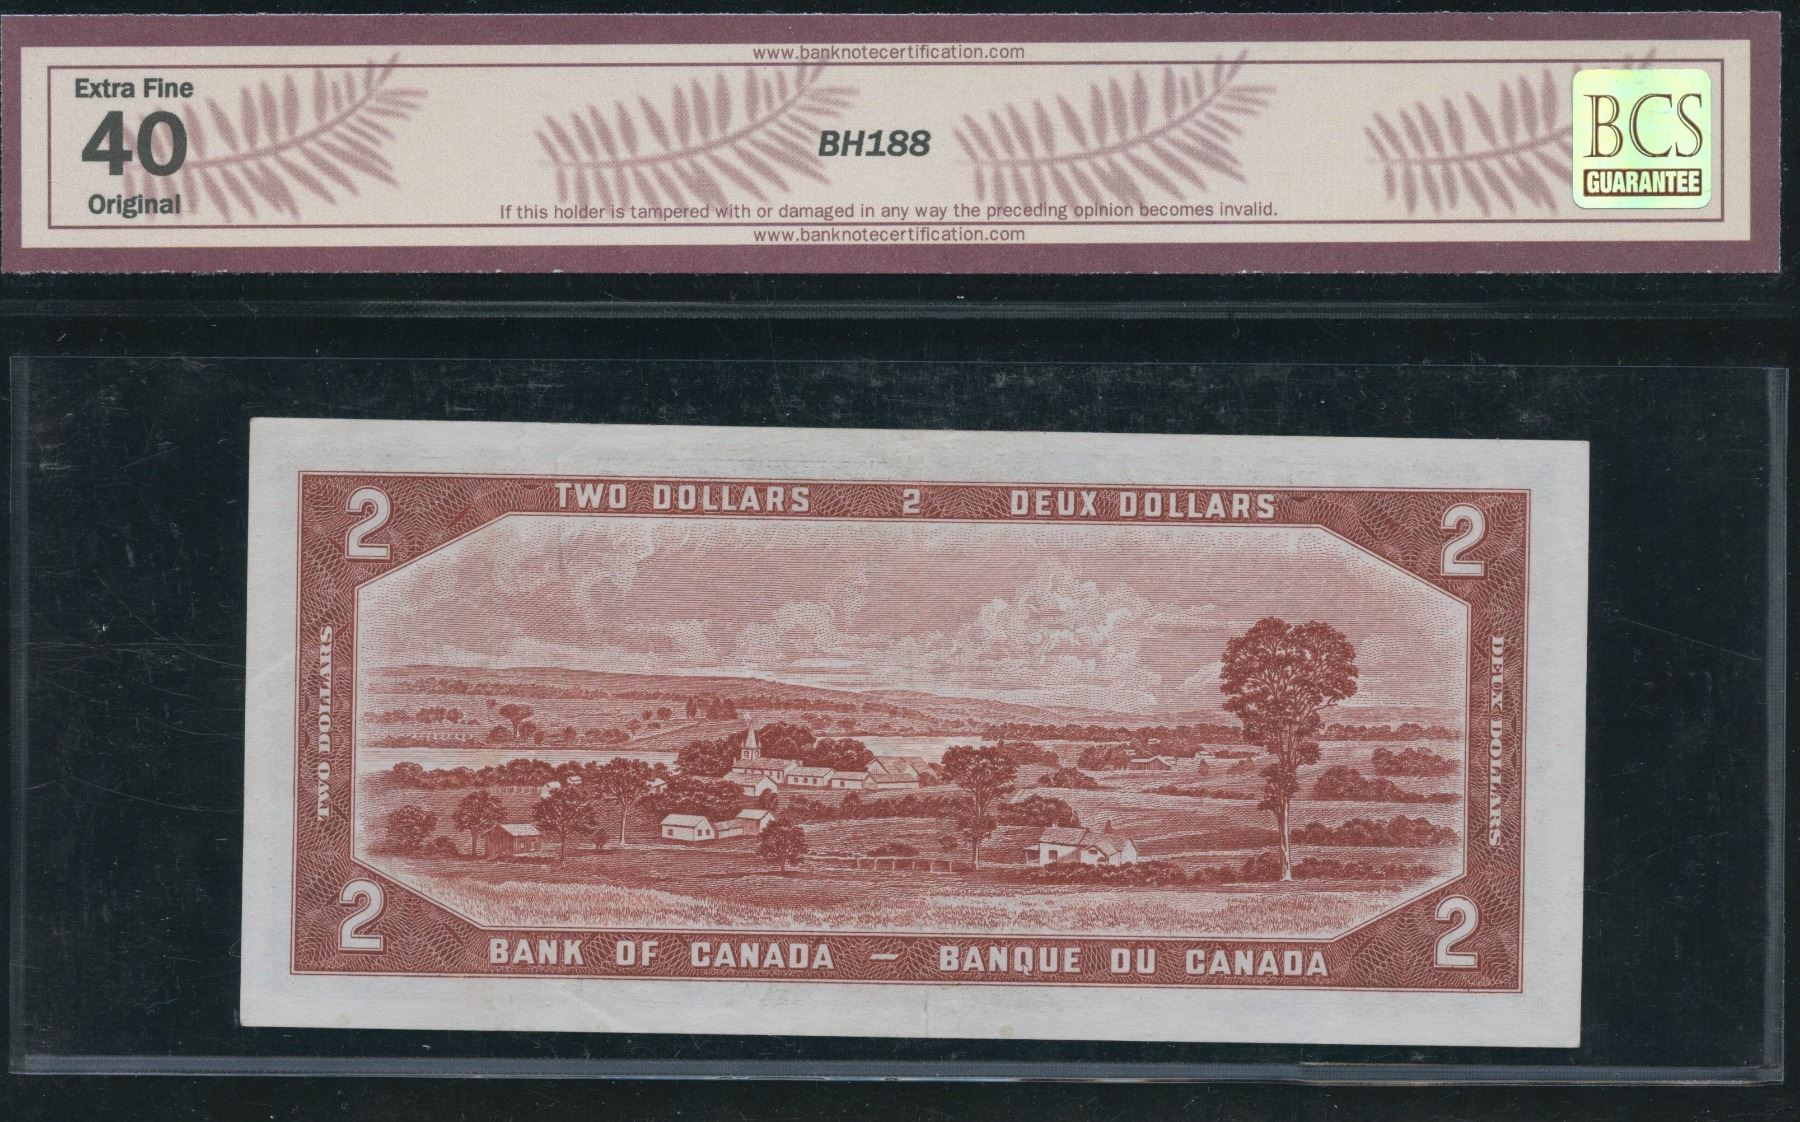 www.banknotecertification.com
Extra Fine
40
Original
BH188
BCS
GUARANTEE
If this holder is tampered with or damaged in any way the preceding opinion becomes invalid.
www.banknotecertification.com
2 TWO DOLLARS 2 DEUX DOLLARS 2
TWO DOLLARS
DEUX DOLLARS
2 BANK OF CANADA — BANQUE DU CANADA 2